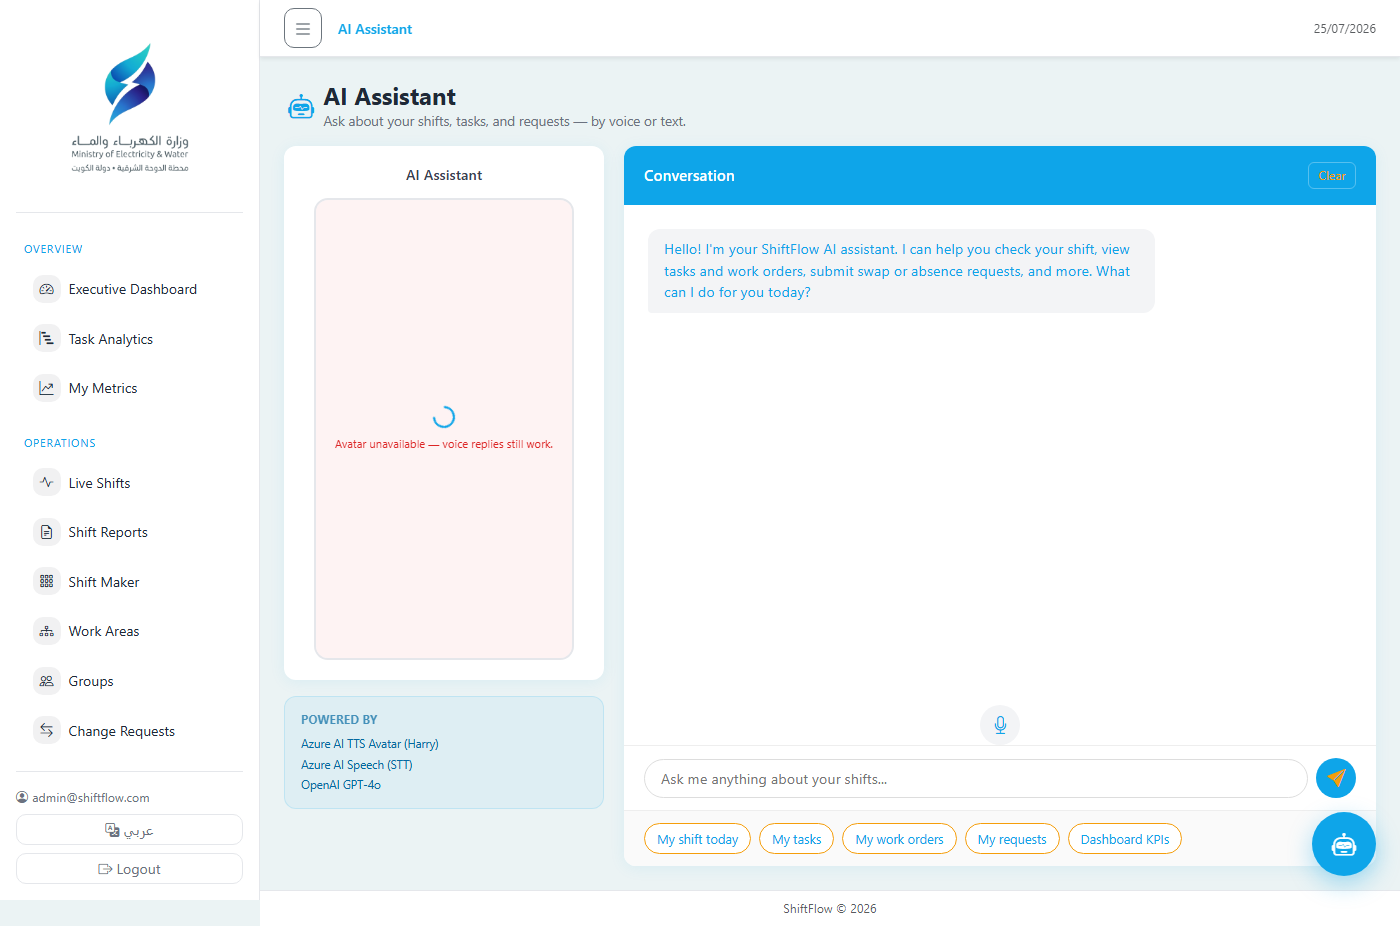 وزارة الكهرباء والماء
Ministry of Electricity & Water
محطة الدوحة الشرقية • دولة الكويت
OVERVIEW
Executive Dashboard
Task Analytics
My Metrics
OPERATIONS
Live Shifts
Shift Reports
Shift Maker
Work Areas
Groups
Change Requests
admin@shiftflow.com
عربي
Logout
AI Assistant
25/07/2026
AI Assistant
Ask about your shifts, tasks, and requests — by voice or text.
AI Assistant
Avatar unavailable — voice replies still work.
POWERED BY
Azure AI TTS Avatar (Harry)
Azure AI Speech (STT)
OpenAI GPT-4o
Conversation
Clear
Hello! I'm your ShiftFlow AI assistant. I can help you check your shift, view
tasks and work orders, submit swap or absence requests, and more. What
can I do for you today?
Ask me anything about your shifts...
My shift today
My tasks
My work orders
My requests
Dashboard KPIs
ShiftFlow © 2026